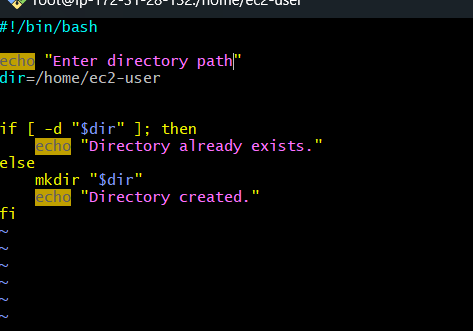 root@ip-172-31-28-132:/home/ec2-user
#!/bin/bash
echo "Enter directory path"
dir=/home/ec2-user
if [ -d "$dir" ]; then
echo "Directory already exists."
else
mkdir "$dir"
echo "Directory created."
fi
~
~
~
~
~
~